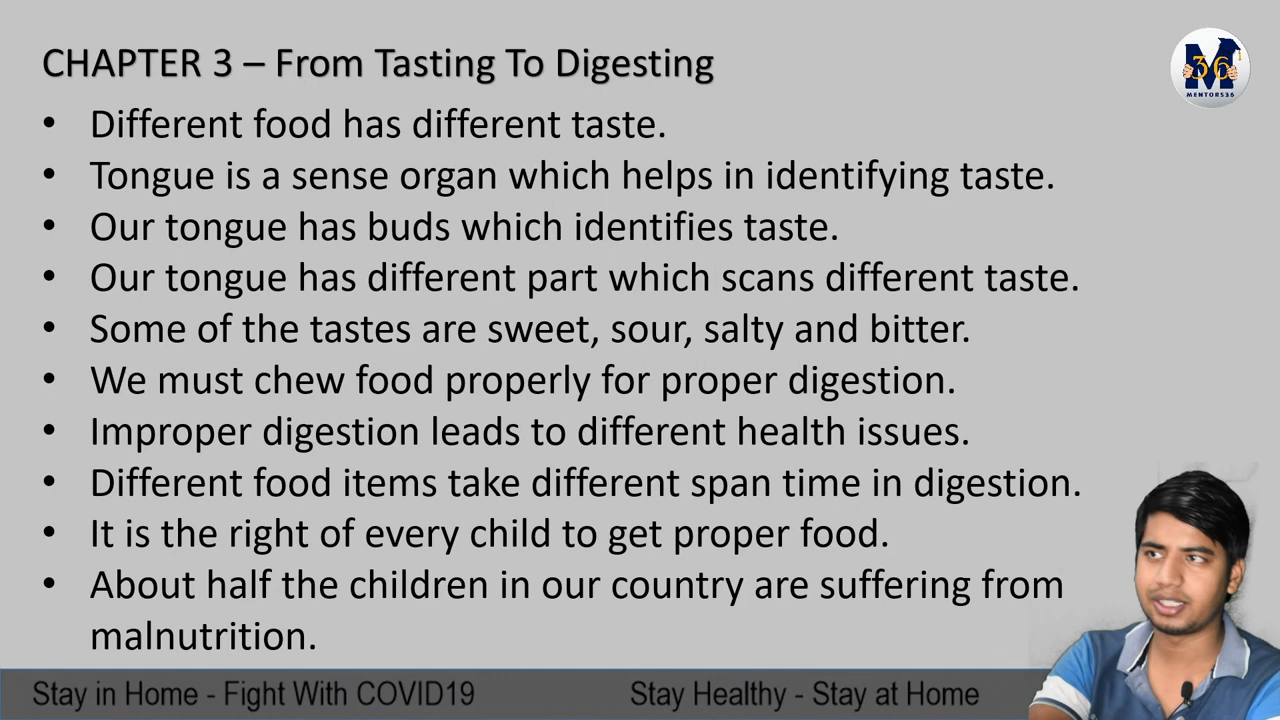 CHAPTER 3 – From Tasting To Digesting
36
MENTORS36
• Different food has different taste.
• Tongue is a sense organ which helps in identifying taste.
• Our tongue has buds which identifies taste.
• Our tongue has different part which scans different taste.
• Some of the tastes are sweet, sour, salty and bitter.
• We must chew food properly for proper digestion.
• Improper digestion leads to different health issues.
• Different food items take different span time in digestion.
• It is the right of every child to get proper food.
• About half the children in our country are suffering from
malnutrition.
Stay in Home - Fight With COVID19 Stay Healthy - Stay at Home